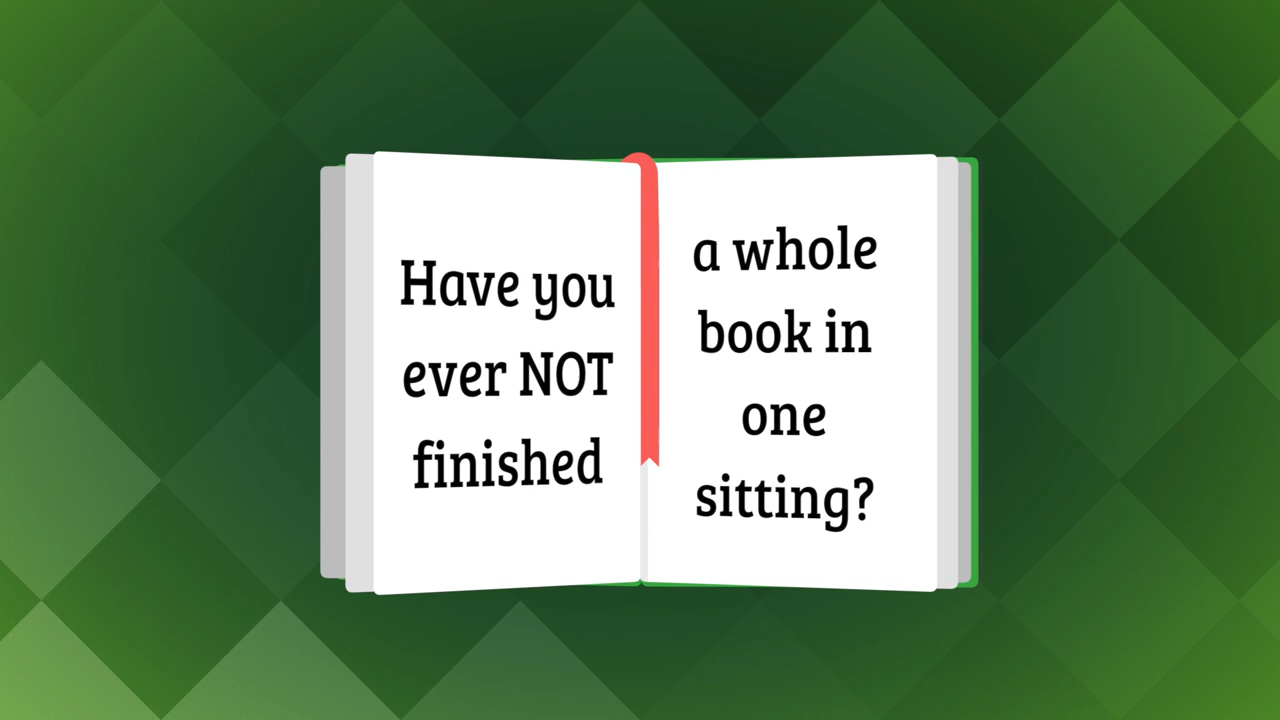 Have you
ever NOT
finished
a whole
book in
one
sitting?